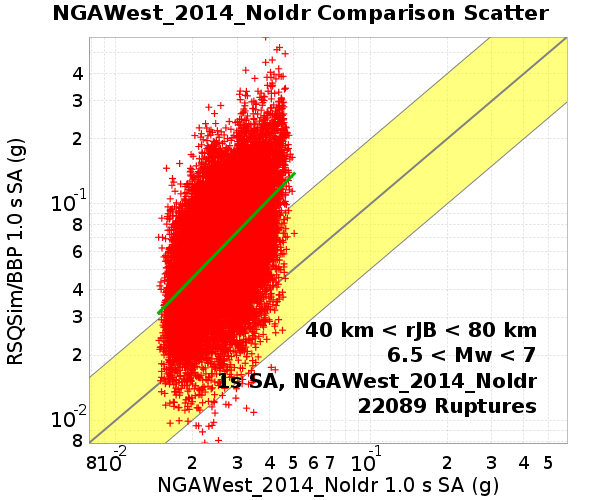 NGAWest_2014_NoIdr Comparison Scatter
RSQSim/BBP 1.0 s SA (g)
4
3
2
10^-1
8
6
4
3
2
10^-2
8
40 km < rJB < 80 km
6.5 < Mw < 7
1s SA, NGAWest_2014_NoIdr
22089 Ruptures
8 10^-2 2 3 4 5 6 7 10^-1 2 3 4 5
NGAWest_2014_NoIdr 1.0 s SA (g)